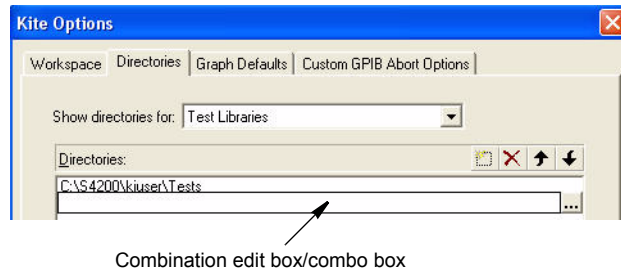 Kite Options
Workspace Directories Graph Defaults Custom GPIB Abort Options
Show directories for: Test Libraries
Directories:
C:\S4200\kiuser\Tests
...
Combination edit box/combo box